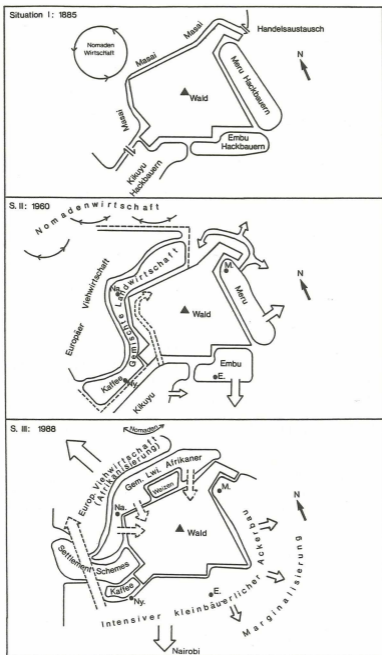 Situation I: 1885
Handelsaustausch
Nomaden
Wirtschaft
Masai
Masai
N
Meru Hackbauern
Wald
Masai
Embu
Hackbauern
Kikuyu
Hackbauern
S. II: 1960
Nomadenwirtschaft
Viehwirtschaft
Europäer
Gemischte Landwirtschaft
Na.
M.
N
Wald
Meru
Kaffee
Ny.
Kikuyu
Embu
E.
S. III: 1988
Nomaden
Europ. Viehwirtschaft
(Afrikanisierung)
Gem. Lwi. Afrikaner
Weizen
M.
N
Na.
Wald
Settlement Schemes
Kaffee
Ny.
E.
Intensiver kleinbäuerlicher Ackerbau
Marginalisierung
Nairobi